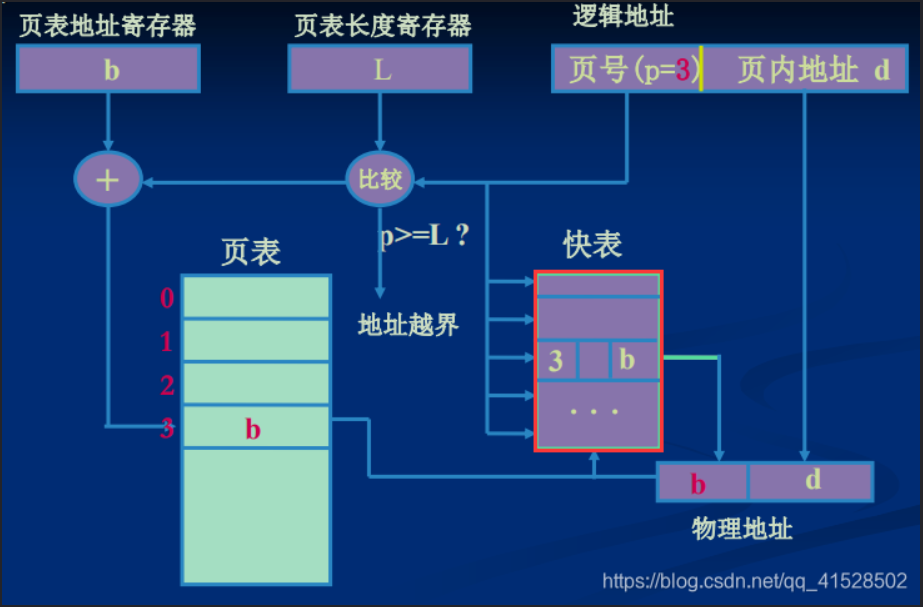 页表地址寄存器
页表长度寄存器
逻辑地址
b
L
页号(p=3)
页内地址 d
+
比较
p>=L ?
页表
快表
0
地址越界
1
2
3 b
3
b
. . .
b
d
物理地址
https://blog.csdn.net/qq_41528502